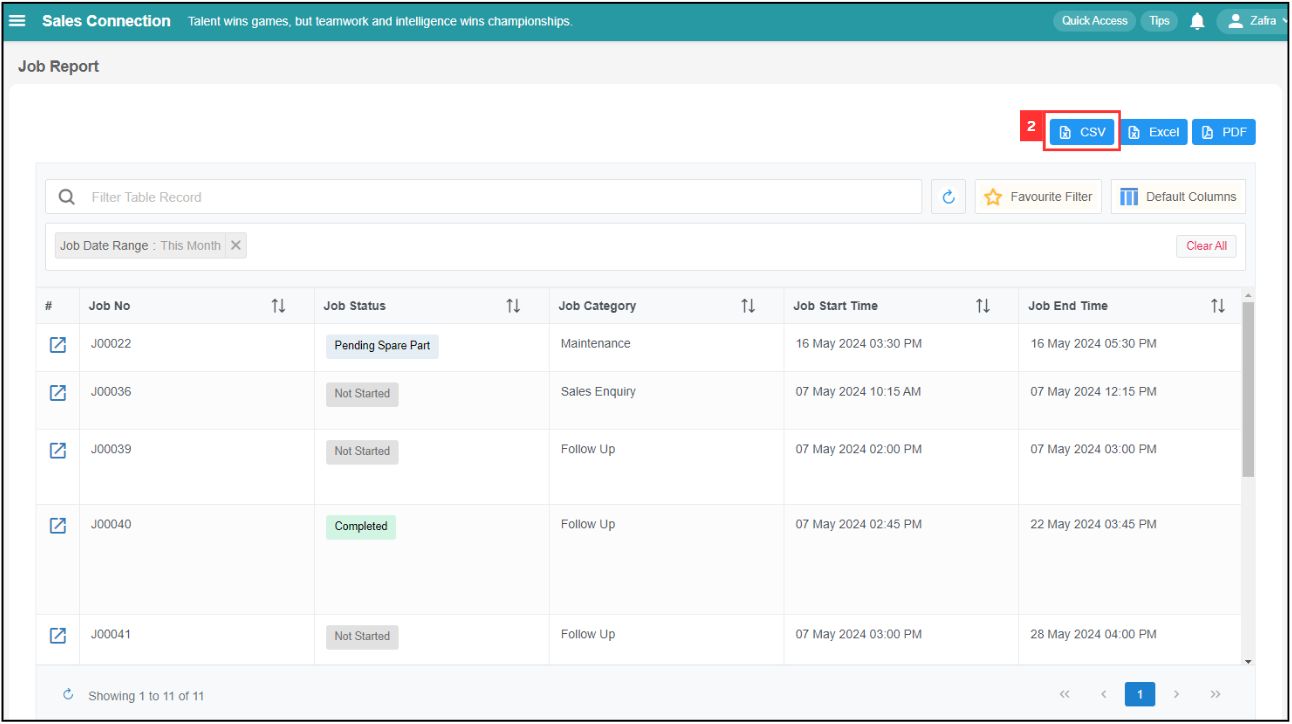 Sales Connection Talent wins games, but teamwork and intelligence wins championships. Quick Access Tips Zafra
Job Report
2 CSV Excel PDF
Filter Table Record Favourite Filter Default Columns
Job Date Range : This Month Clear All
# Job No Job Status Job Category Job Start Time Job End Time
J00022 Pending Spare Part Maintenance 16 May 2024 03:30 PM 16 May 2024 05:30 PM
J00036 Not Started Sales Enquiry 07 May 2024 10:15 AM 07 May 2024 12:15 PM
J00039 Not Started Follow Up 07 May 2024 02:00 PM 07 May 2024 03:00 PM
J00040 Completed Follow Up 07 May 2024 02:45 PM 22 May 2024 03:45 PM
J00041 Not Started Follow Up 07 May 2024 03:00 PM 28 May 2024 04:00 PM
Showing 1 to 11 of 11 << < 1 > >>